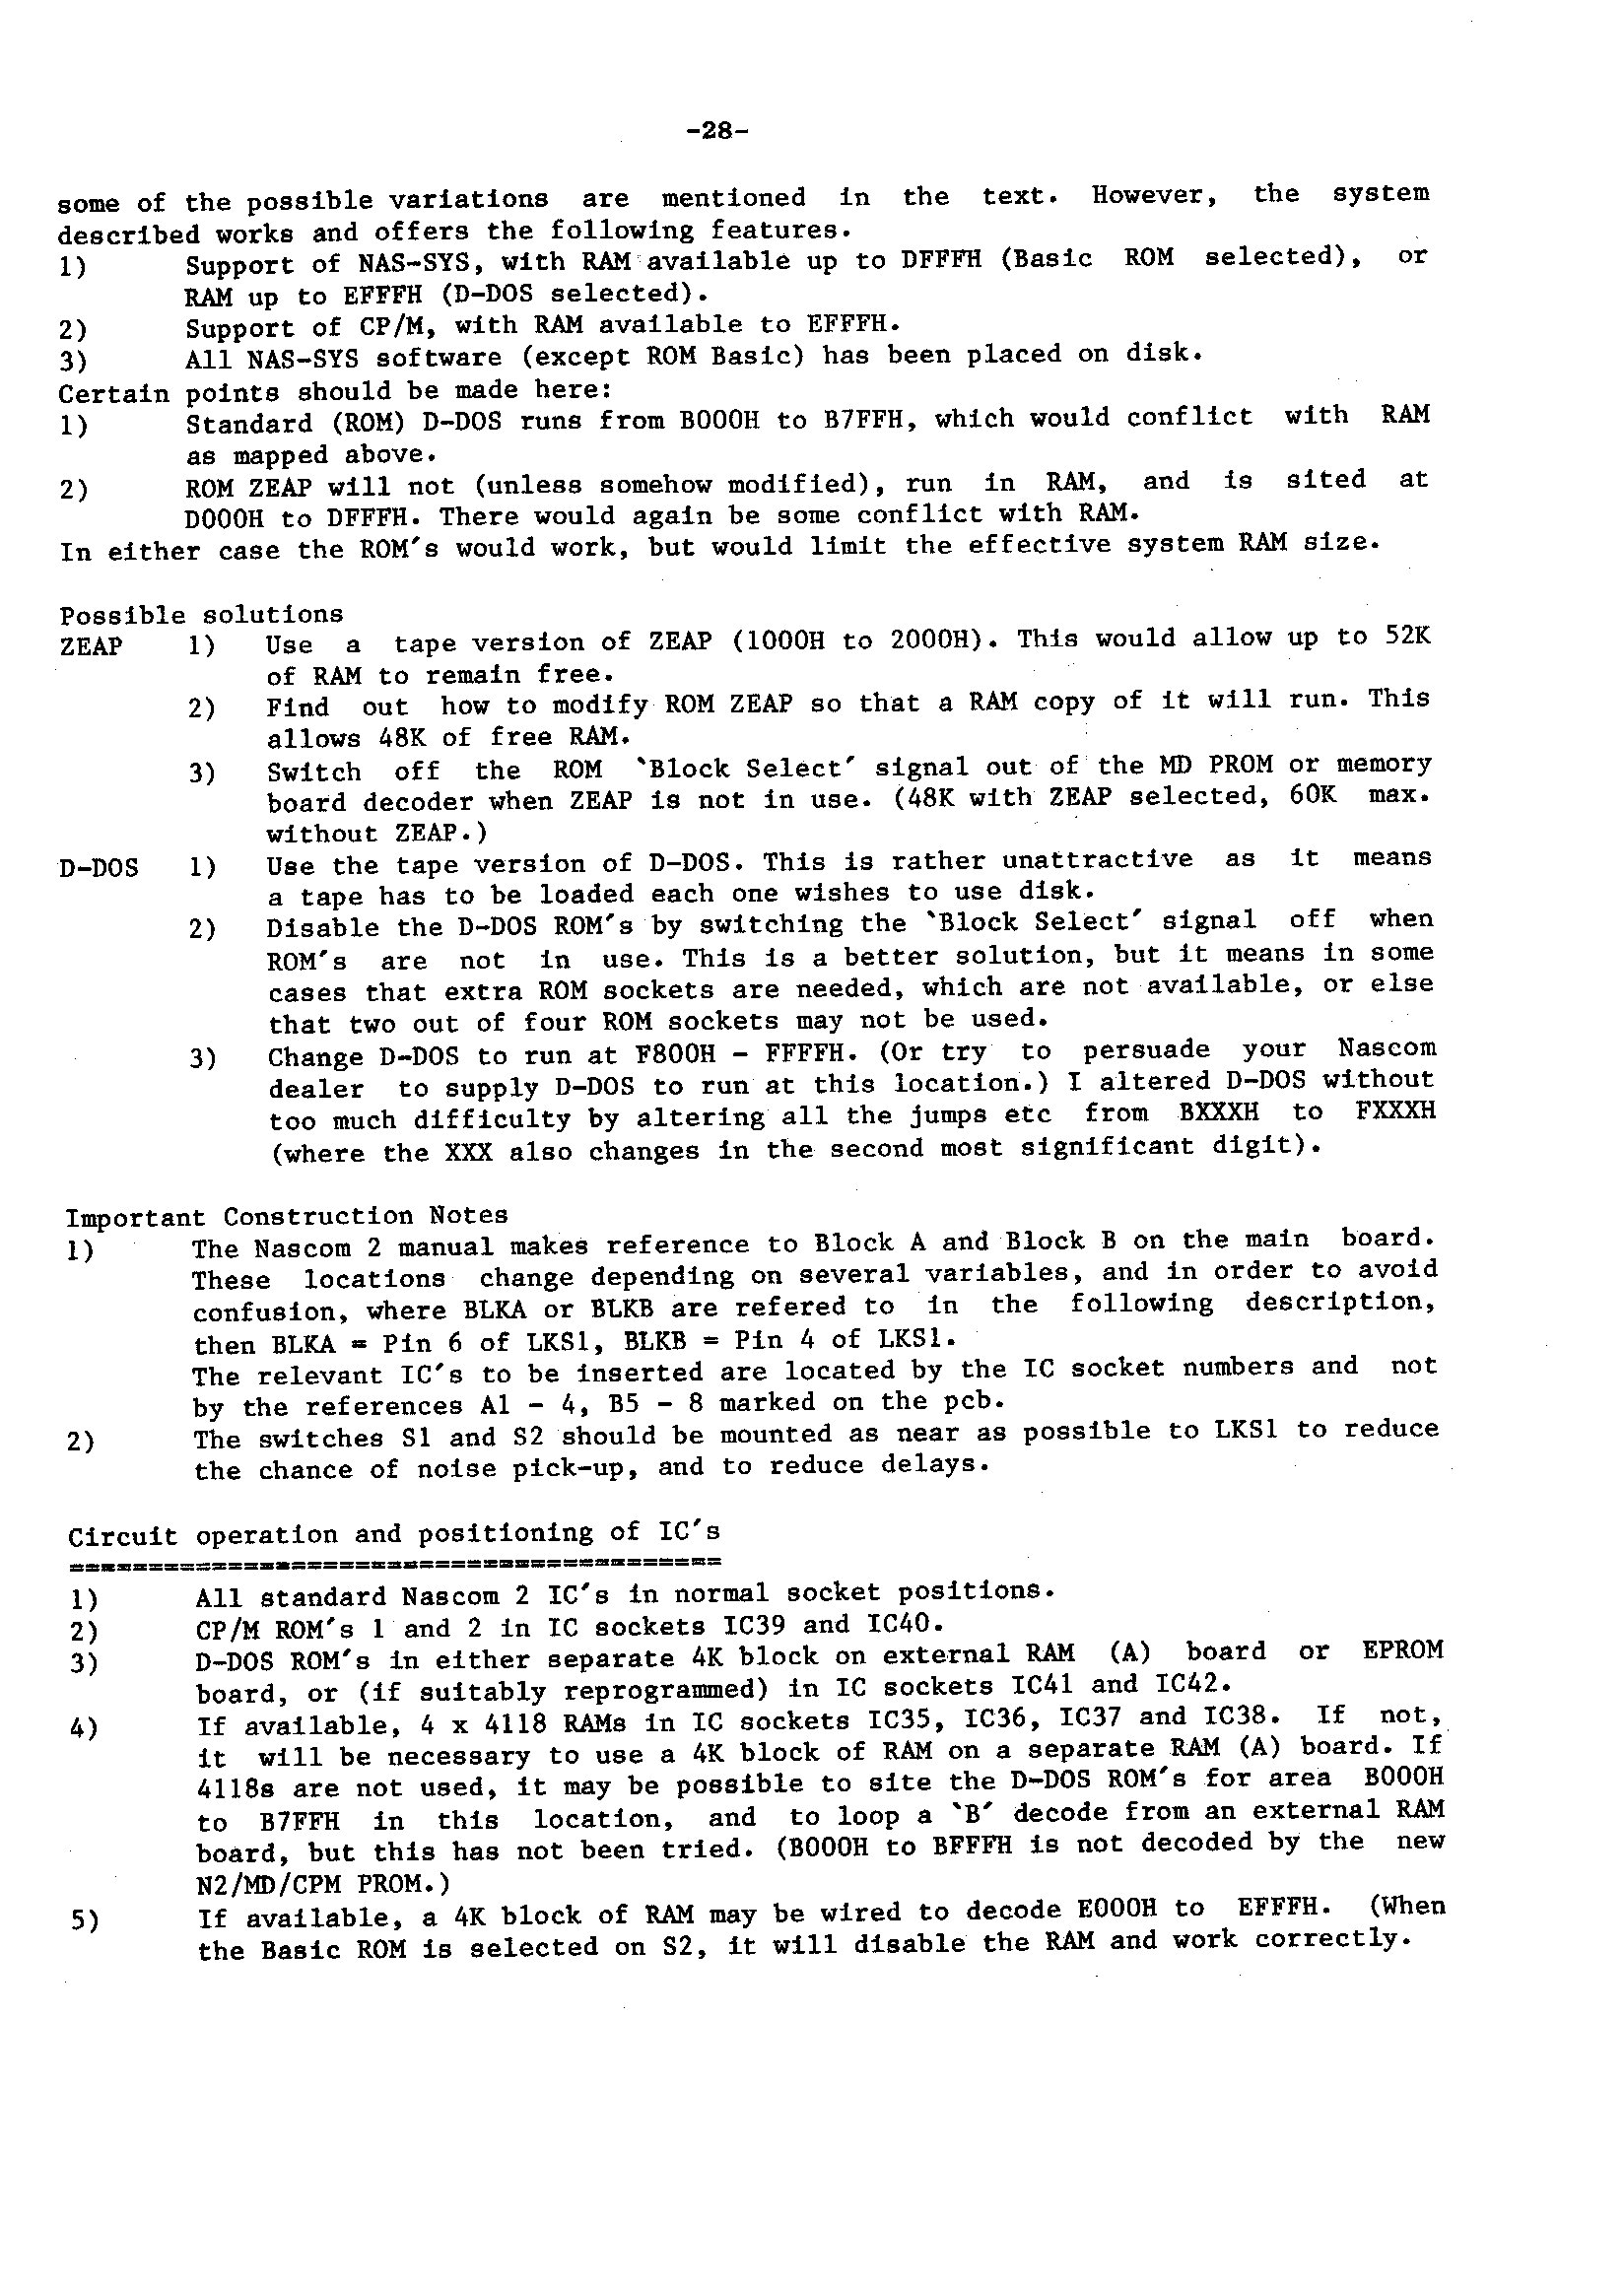 -28-
some of the possible variations are mentioned in the text. However, the system
described works and offers the following features.
1) Support of NAS-SYS, with RAM available up to DFFFH (Basic ROM selected), or
RAM up to EFFFH (D-DOS selected).
2) Support of CP/M, with RAM available to EFFFH.
3) All NAS-SYS software (except ROM Basic) has been placed on disk.
Certain points should be made here:
1) Standard (ROM) D-DOS runs from B000H to B7FFH, which would conflict with RAM
as mapped above.
2) ROM ZEAP will not (unless somehow modified), run in RAM, and is sited at
D000H to DFFFH. There would again be some conflict with RAM.
In either case the ROM's would work, but would limit the effective system RAM size.
Possible solutions
ZEAP 1) Use a tape version of ZEAP (1000H to 2000H). This would allow up to 52K
of RAM to remain free.
2) Find out how to modify ROM ZEAP so that a RAM copy of it will run. This
allows 48K of free RAM.
3) Switch off the ROM `Block Select' signal out of the MD PROM or memory
board decoder when ZEAP is not in use. (48K with ZEAP selected, 60K max.
without ZEAP.)
D-DOS 1) Use the tape version of D-DOS. This is rather unattractive as it means
a tape has to be loaded each one wishes to use disk.
2) Disable the D-DOS ROM's by switching the `Block Select' signal off when
ROM's are not in use. This is a better solution, but it means in some
cases that extra ROM sockets are needed, which are not available, or else
that two out of four ROM sockets may not be used.
3) Change D-DOS to run at F800H - FFFFH. (Or try to persuade your Nascom
dealer to supply D-DOS to run at this location.) I altered D-DOS without
too much difficulty by altering all the jumps etc from BXXXH to FXXXH
(where the XXX also changes in the second most significant digit).
Important Construction Notes
1) The Nascom 2 manual makes reference to Block A and Block B on the main board.
These locations change depending on several variables, and in order to avoid
confusion, where BLKA or BLKB are refered to in the following description,
then BLKA = Pin 6 of LKS1, BLKB = Pin 4 of LKS1.
The relevant IC's to be inserted are located by the IC socket numbers and not
by the references A1 - 4, B5 - 8 marked on the pcb.
2) The switches S1 and S2 should be mounted as near as possible to LKS1 to reduce
the chance of noise pick-up, and to reduce delays.
Circuit operation and positioning of IC's
=========================================
1) All standard Nascom 2 IC's in normal socket positions.
2) CP/M ROM's 1 and 2 in IC sockets IC39 and IC40.
3) D-DOS ROM's in either separate 4K block on external RAM (A) board or EPROM
board, or (if suitably reprogrammed) in IC sockets IC41 and IC42.
4) If available, 4 x 4118 RAMs in IC sockets IC35, IC36, IC37 and IC38. If not,
it will be necessary to use a 4K block of RAM on a separate RAM (A) board. If
4118s are not used, it may be possible to site the D-DOS ROM's for area B000H
to B7FFH in this location, and to loop a `B' decode from an external RAM
board, but this has not been tried. (B000H to BFFFH is not decoded by the new
N2/MD/CPM PROM.)
5) If available, a 4K block of RAM may be wired to decode E000H to EFFFH. (When
the Basic ROM is selected on S2, it will disable the RAM and work correctly.